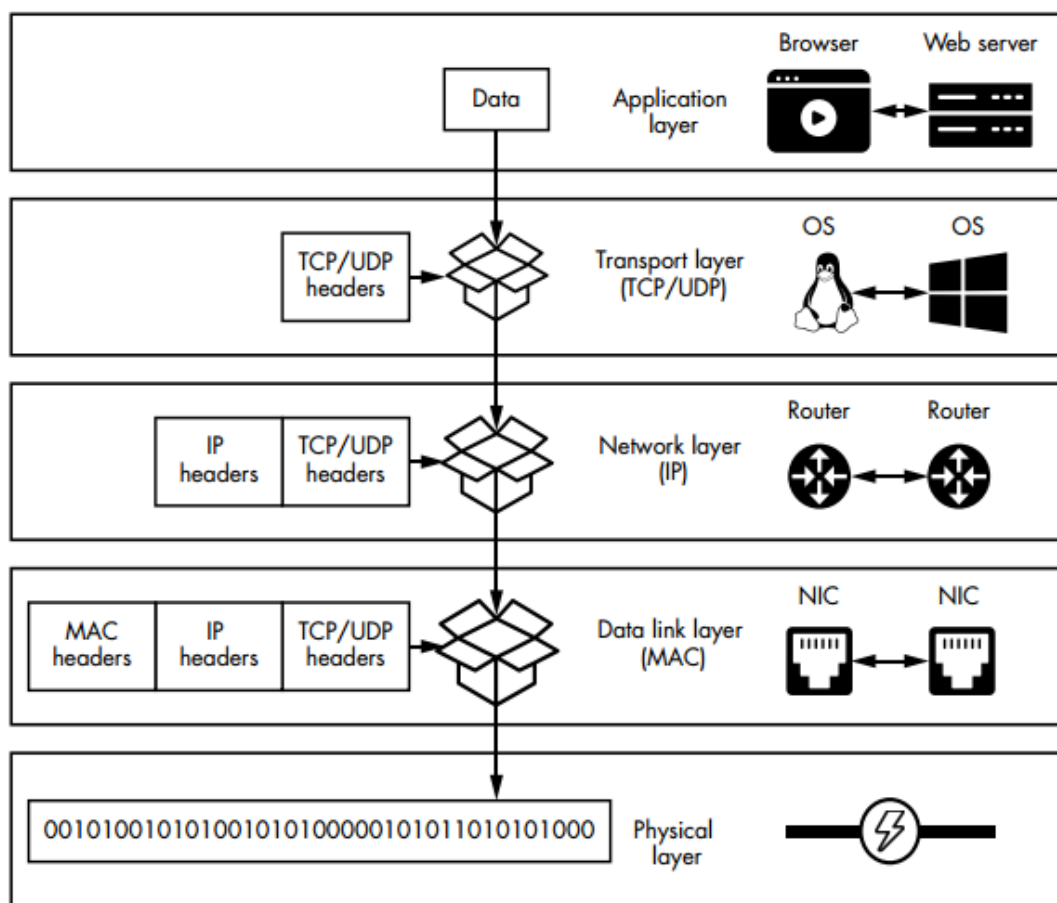 Browser
Web server
Data
Application
layer
OS
OS
TCP/UDP
headers
Transport layer
(TCP/UDP)
Router
Router
IP
headers
TCP/UDP
headers
Network layer
(IP)
NIC
NIC
MAC
headers
IP
headers
TCP/UDP
headers
Data link layer
(MAC)
001010010101001010100000101011010101000
Physical
layer